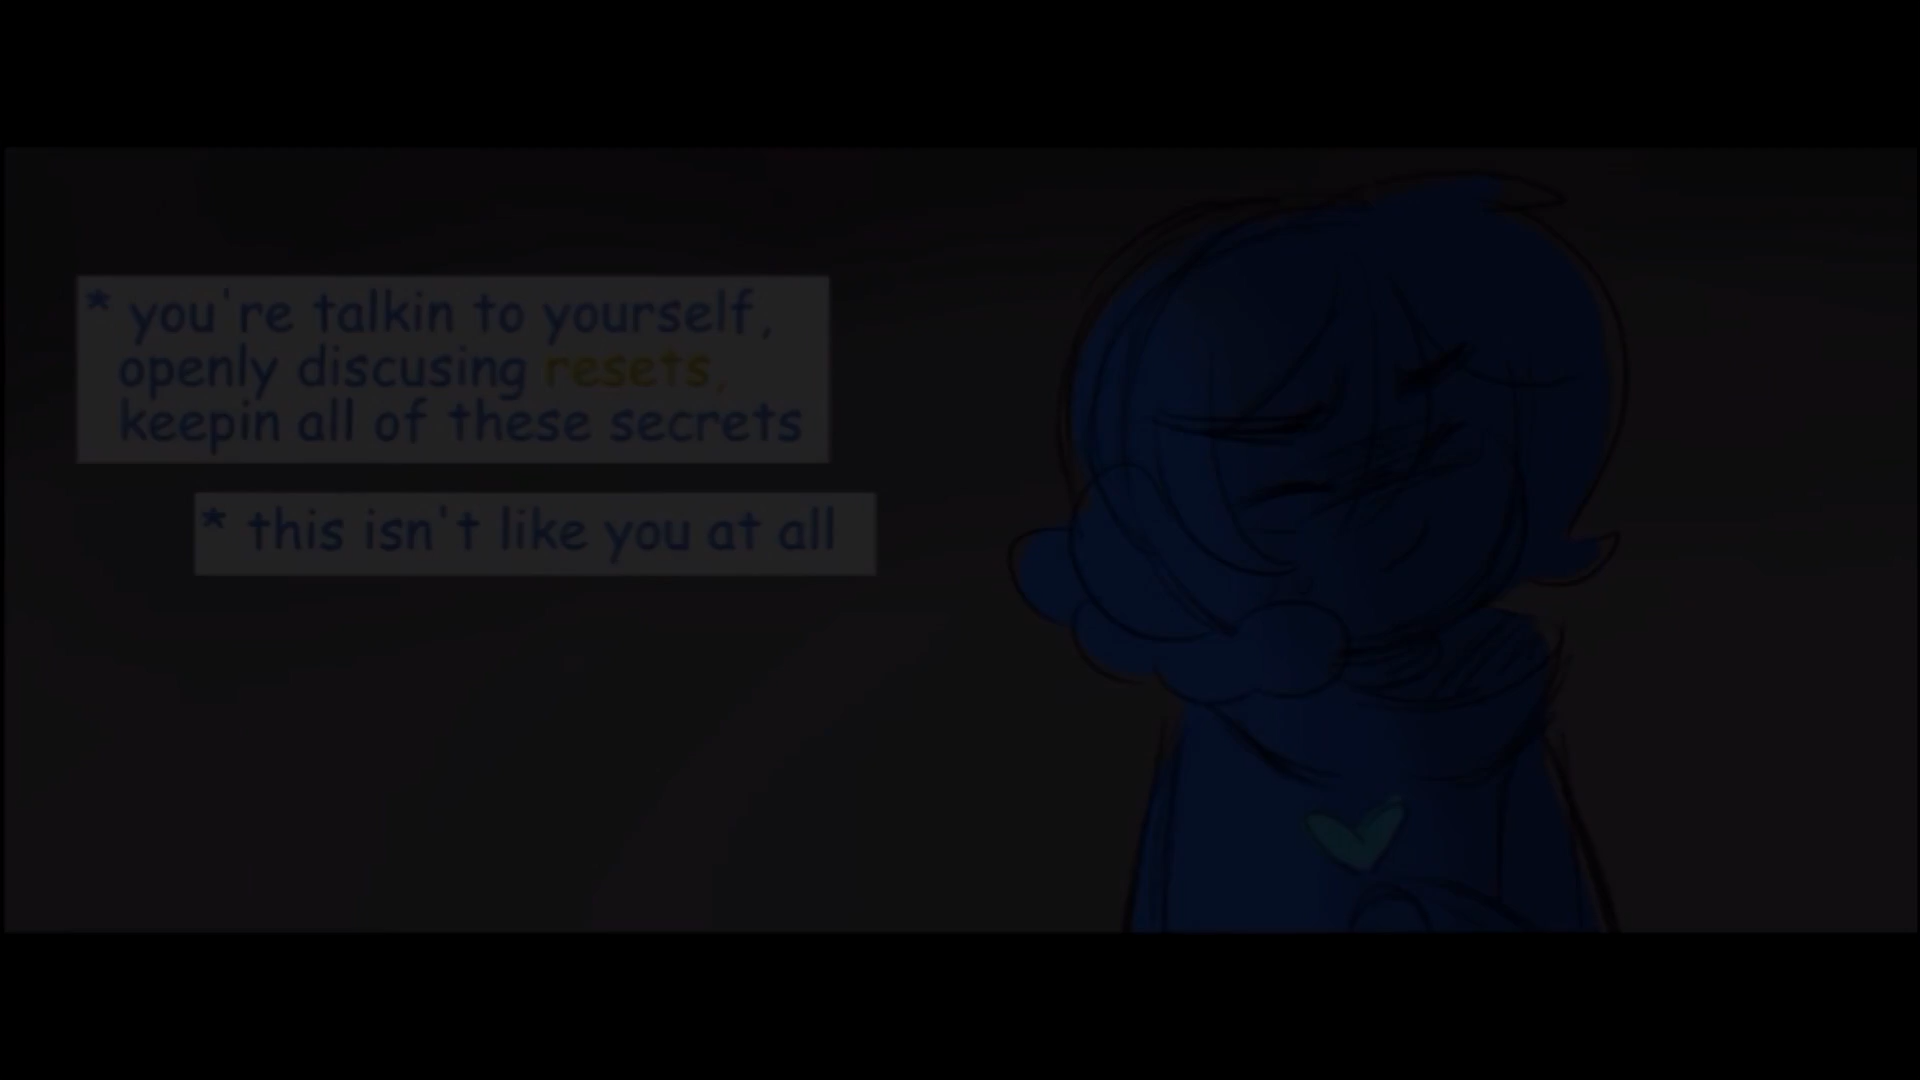 * you're talkin to yourself,
openly discusing resets,
keepin all of these secrets
* this isn't like you at all